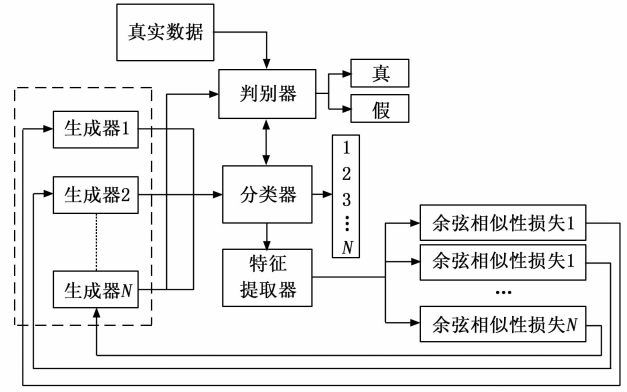 真实数据
判别器
真
假
生成器1
生成器2
生成器N
分类器
1
2
3
⋮
N
特征
提取器
余弦相似性损失1
余弦相似性损失1
…
余弦相似性损失N